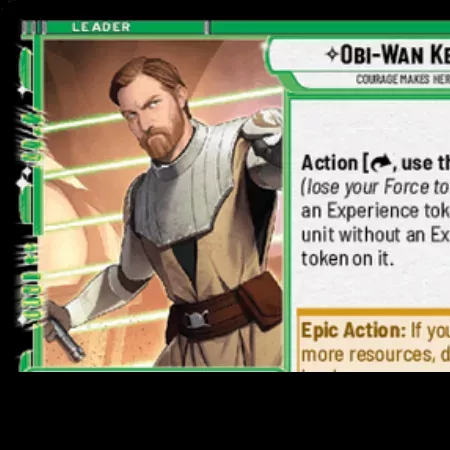 LEADER
OBI-WAN KE
COURAGE MAKES HER
Action [ , use th
(lose your Force to
an Experience tok
unit without an Ex
token on it.
Epic Action: If you
more resources, d